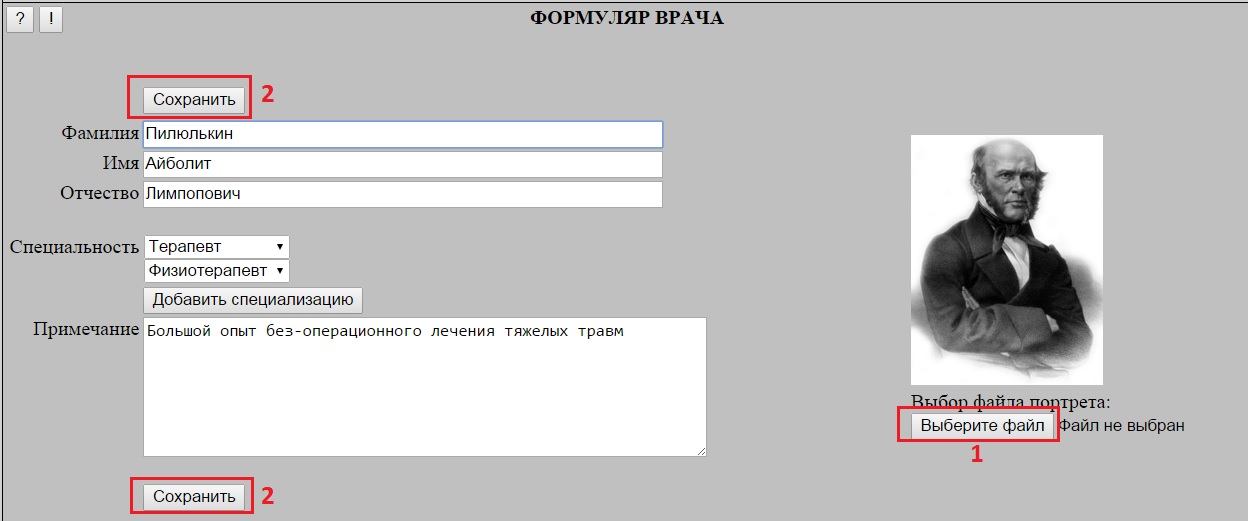 ? ! ФОРМУЛЯР ВРАЧА
Сохранить 2
Фамилия Пилюлькин
Имя Айболит
Отчество Лимпопович
Специальность Терапевт
Физиотерапевт
Добавить специализацию
Примечание Большой опыт без-операционного лечения тяжелых травм
Выбор файла портрета:
Выберите файл Файл не выбран
1
Сохранить 2